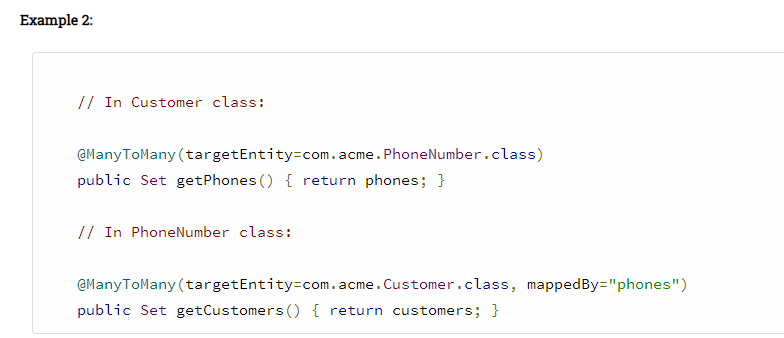 Example 2:
// In Customer class:
@ManyToMany(targetEntity=com.acme.PhoneNumber.class)
public Set getPhones() { return phones; }
// In PhoneNumber class:
@ManyToMany(targetEntity=com.acme.Customer.class, mappedBy="phones")
public Set getCustomers() { return customers; }